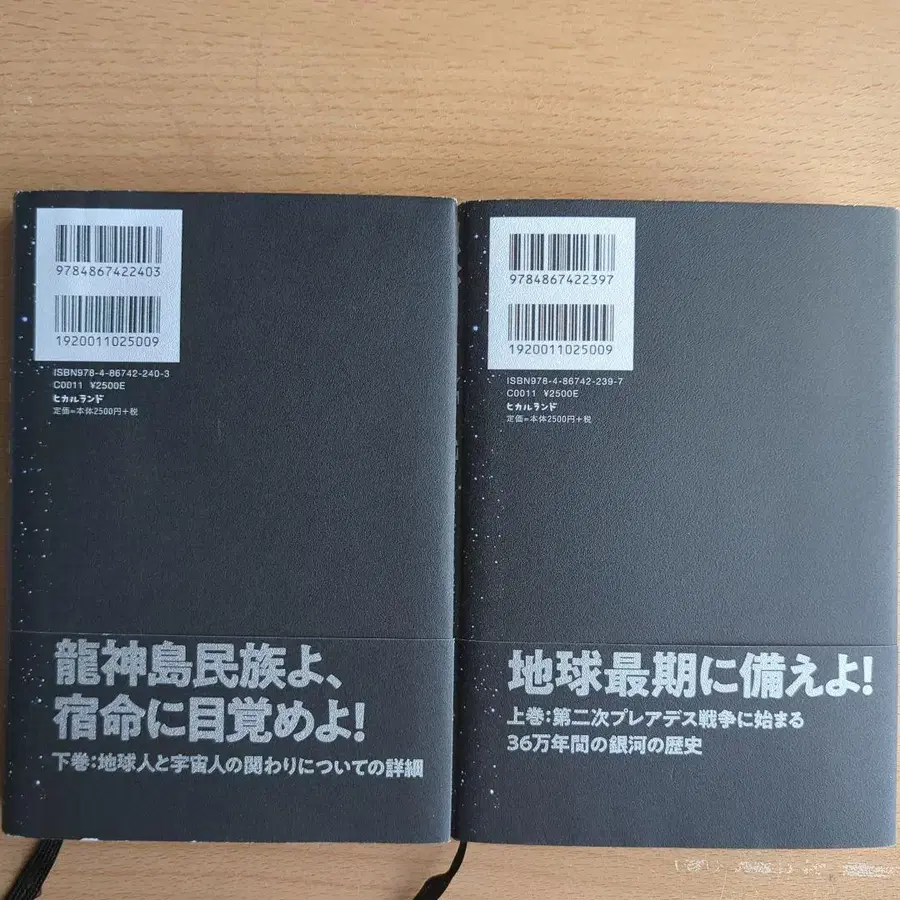 9784867422403
1920011025009
ISBN978-4-86742-240-3
C0011 ¥2500E
ヒカルランド
定価=本体2500円+税
龍神島民族よ、
宿命に目覚めよ!
下巻:地球人と宇宙人の関わりについての詳細
9784867422397
1920011025009
ISBN978-4-86742-239-7
C0011 ¥2500E
ヒカルランド
定価=本体2500円+税
地球最期に備えよ!
上巻:第二次プレアデス戦争に始まる
36万年間の銀河の歴史